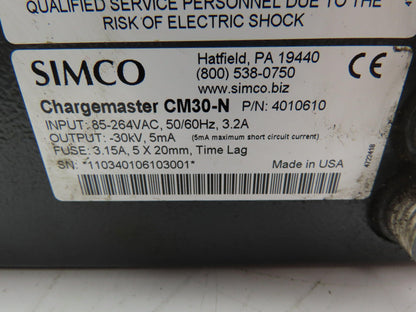 QUALIFIED SERVICE PERSONNEL DUE TO THE
RISK OF ELECTRIC SHOCK
SIMCO
Hatfield, PA 19440
(800) 538-0750
www.simco.biz
CE
Chargemaster CM30-N P/N: 4010610
INPUT: 85-264VAC, 50/60Hz, 3.2A
OUTPUT: -30kV, 5mA (5mA maximum short circuit current)
FUSE: 3.15A, 5 X 20mm, Time Lag
SN: *110340106103001* Made in USA
4722418